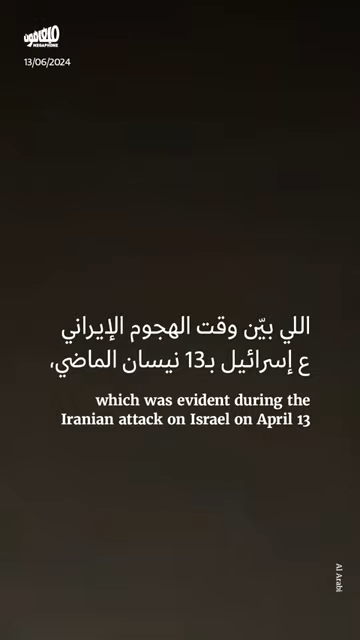 ميغافون
MEGAPHONE
13/06/2024
اللي بيّن وقت الهجوم الإيراني
ع إسرائيل بـ13 نيسان الماضي،
which was evident during the
Iranian attack on Israel on April 13
Al Arabi